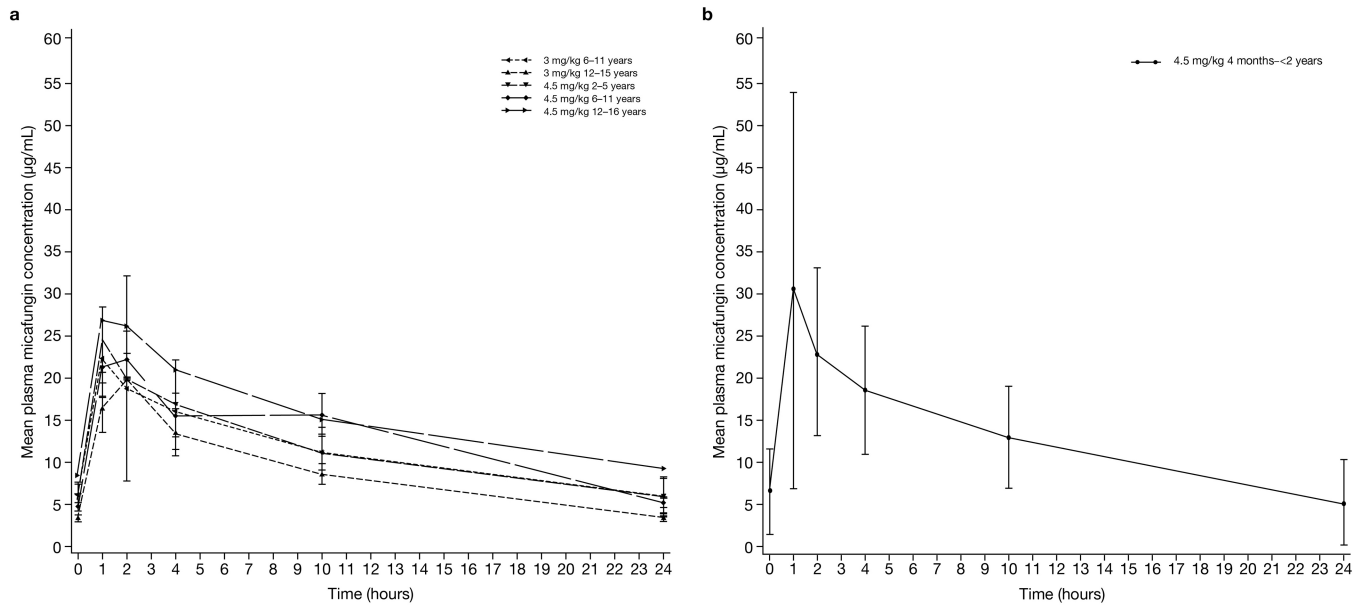 a
Mean plasma micafungin concentration (µg/mL)
60
55
50
45
40
35
30
25
20
15
10
5
0
3 mg/kg 6–11 years
3 mg/kg 12–15 years
4.5 mg/kg 2–5 years
4.5 mg/kg 6–11 years
4.5 mg/kg 12–16 years
0 1 2 3 4 5 6 7 8 9 10 11 12 13 14 15 16 17 18 19 20 21 22 23 24
Time (hours)
b
Mean plasma micafungin concentration (µg/mL)
60
55
50
45
40
35
30
25
20
15
10
5
0
4.5 mg/kg 4 months–<2 years
0 1 2 3 4 5 6 7 8 9 10 11 12 13 14 15 16 17 18 19 20 21 22 23 24
Time (hours)